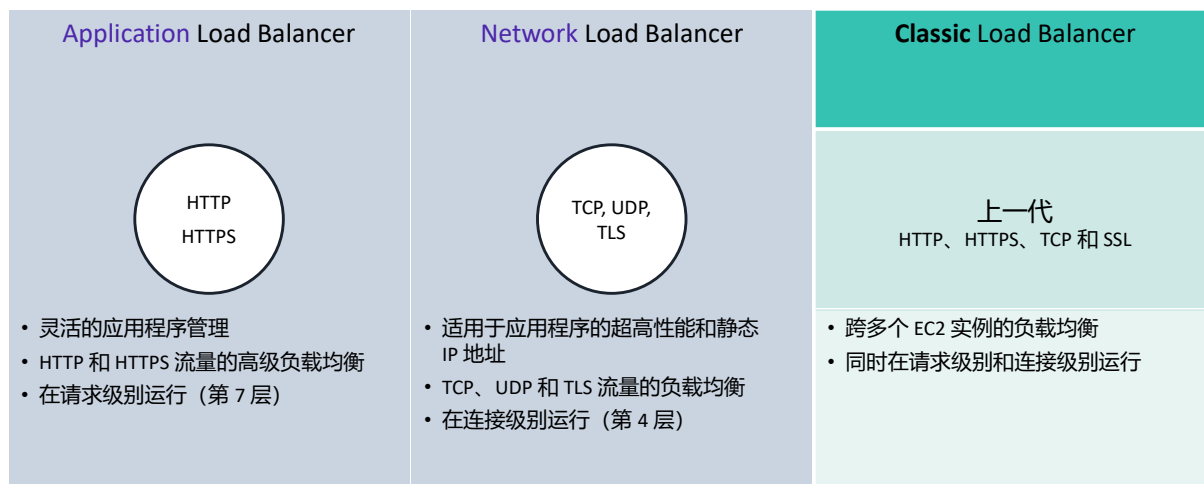 Application Load Balancer
HTTP
HTTPS
• 灵活的应用程序管理
• HTTP 和 HTTPS 流量的高级负载均衡
• 在请求级别运行（第 7 层）
Network Load Balancer
TCP, UDP,
TLS
• 适用于应用程序的超高性能和静态
IP 地址
• TCP、UDP 和 TLS 流量的负载均衡
• 在连接级别运行（第 4 层）
Classic Load Balancer
上一代
HTTP、HTTPS、TCP 和 SSL
• 跨多个 EC2 实例的负载均衡
• 同时在请求级别和连接级别运行